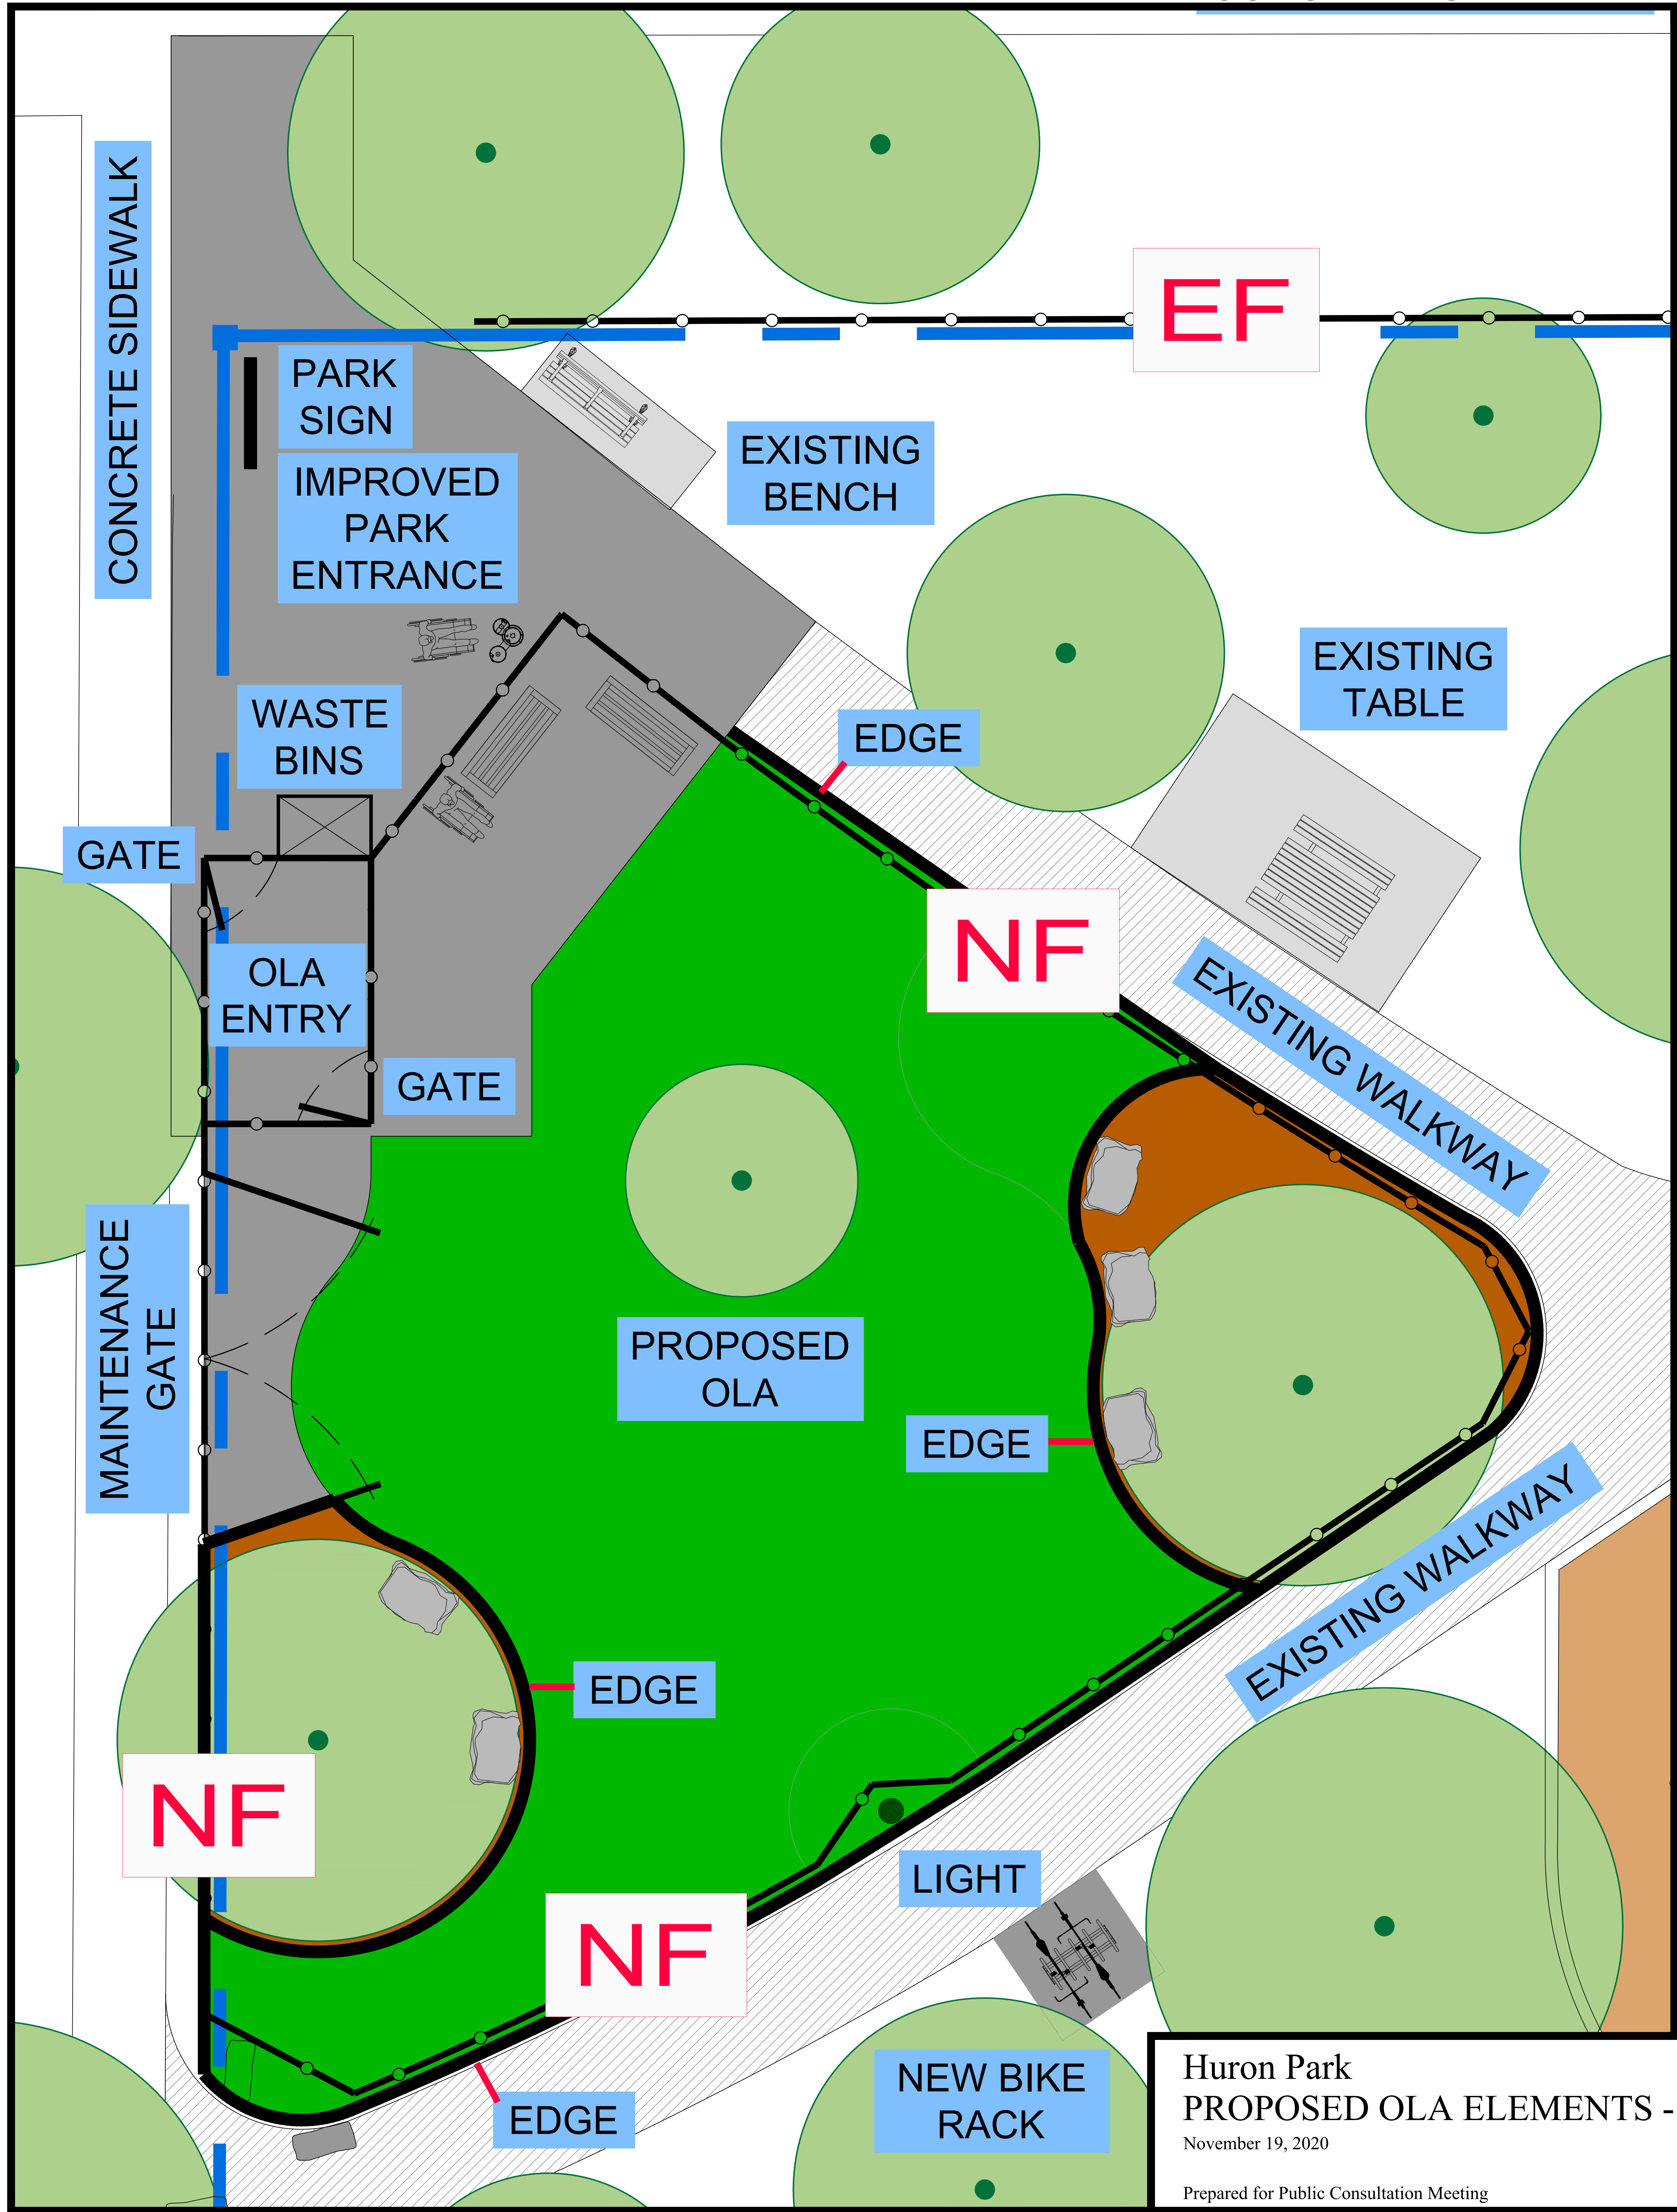 CONCRETE SIDEWALK
EF
PARK
SIGN
EXISTING
BENCH
IMPROVED
PARK
ENTRANCE
EXISTING
TABLE
WASTE
BINS
EDGE
GATE
NF
OLA
ENTRY
EXISTING WALKWAY
GATE
MAINTENANCE
GATE
PROPOSED
OLA
EDGE
EXISTING WALKWAY
EDGE
NF
LIGHT
NF
NEW BIKE
RACK
EDGE
Huron Park
PROPOSED OLA ELEMENTS -
November 19, 2020
Prepared for Public Consultation Meeting